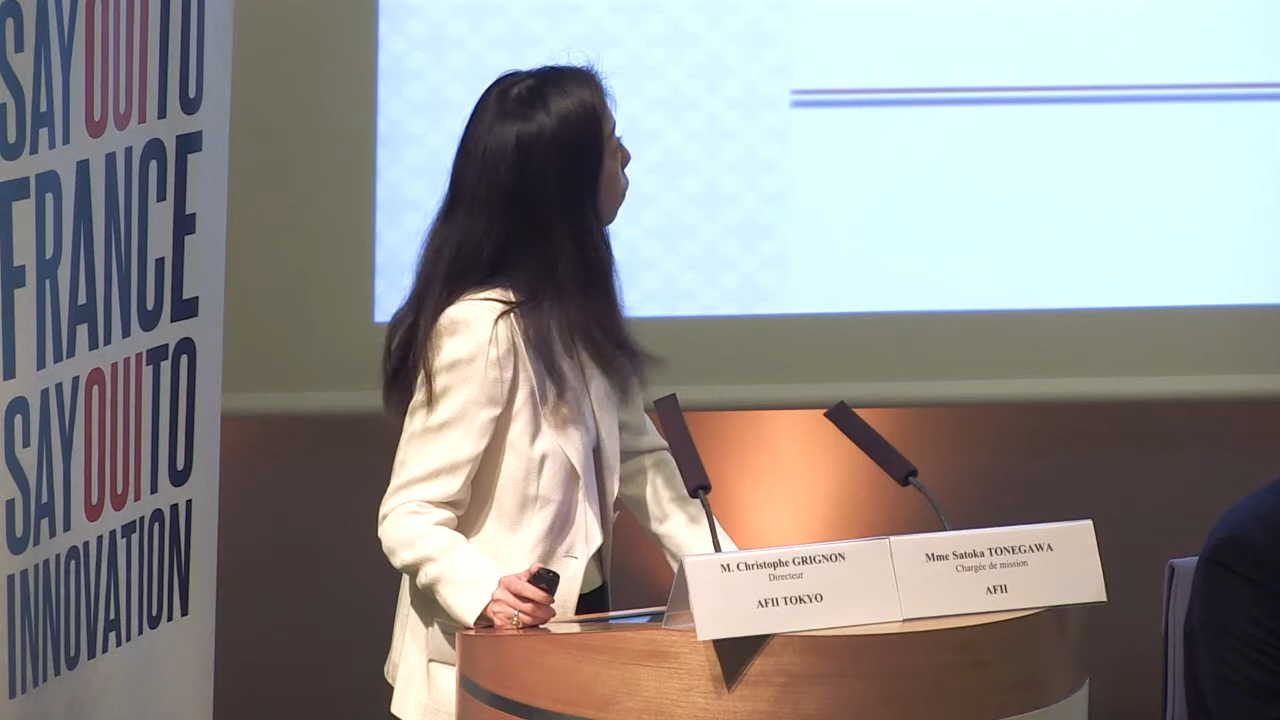 SAY OUI TO
FRANCE
SAY OUI TO
INNOVATION
M. Christophe GRIGNON
Directeur
AFII TOKYO
Mme Satoka TONEGAWA
Chargée de mission
AFII